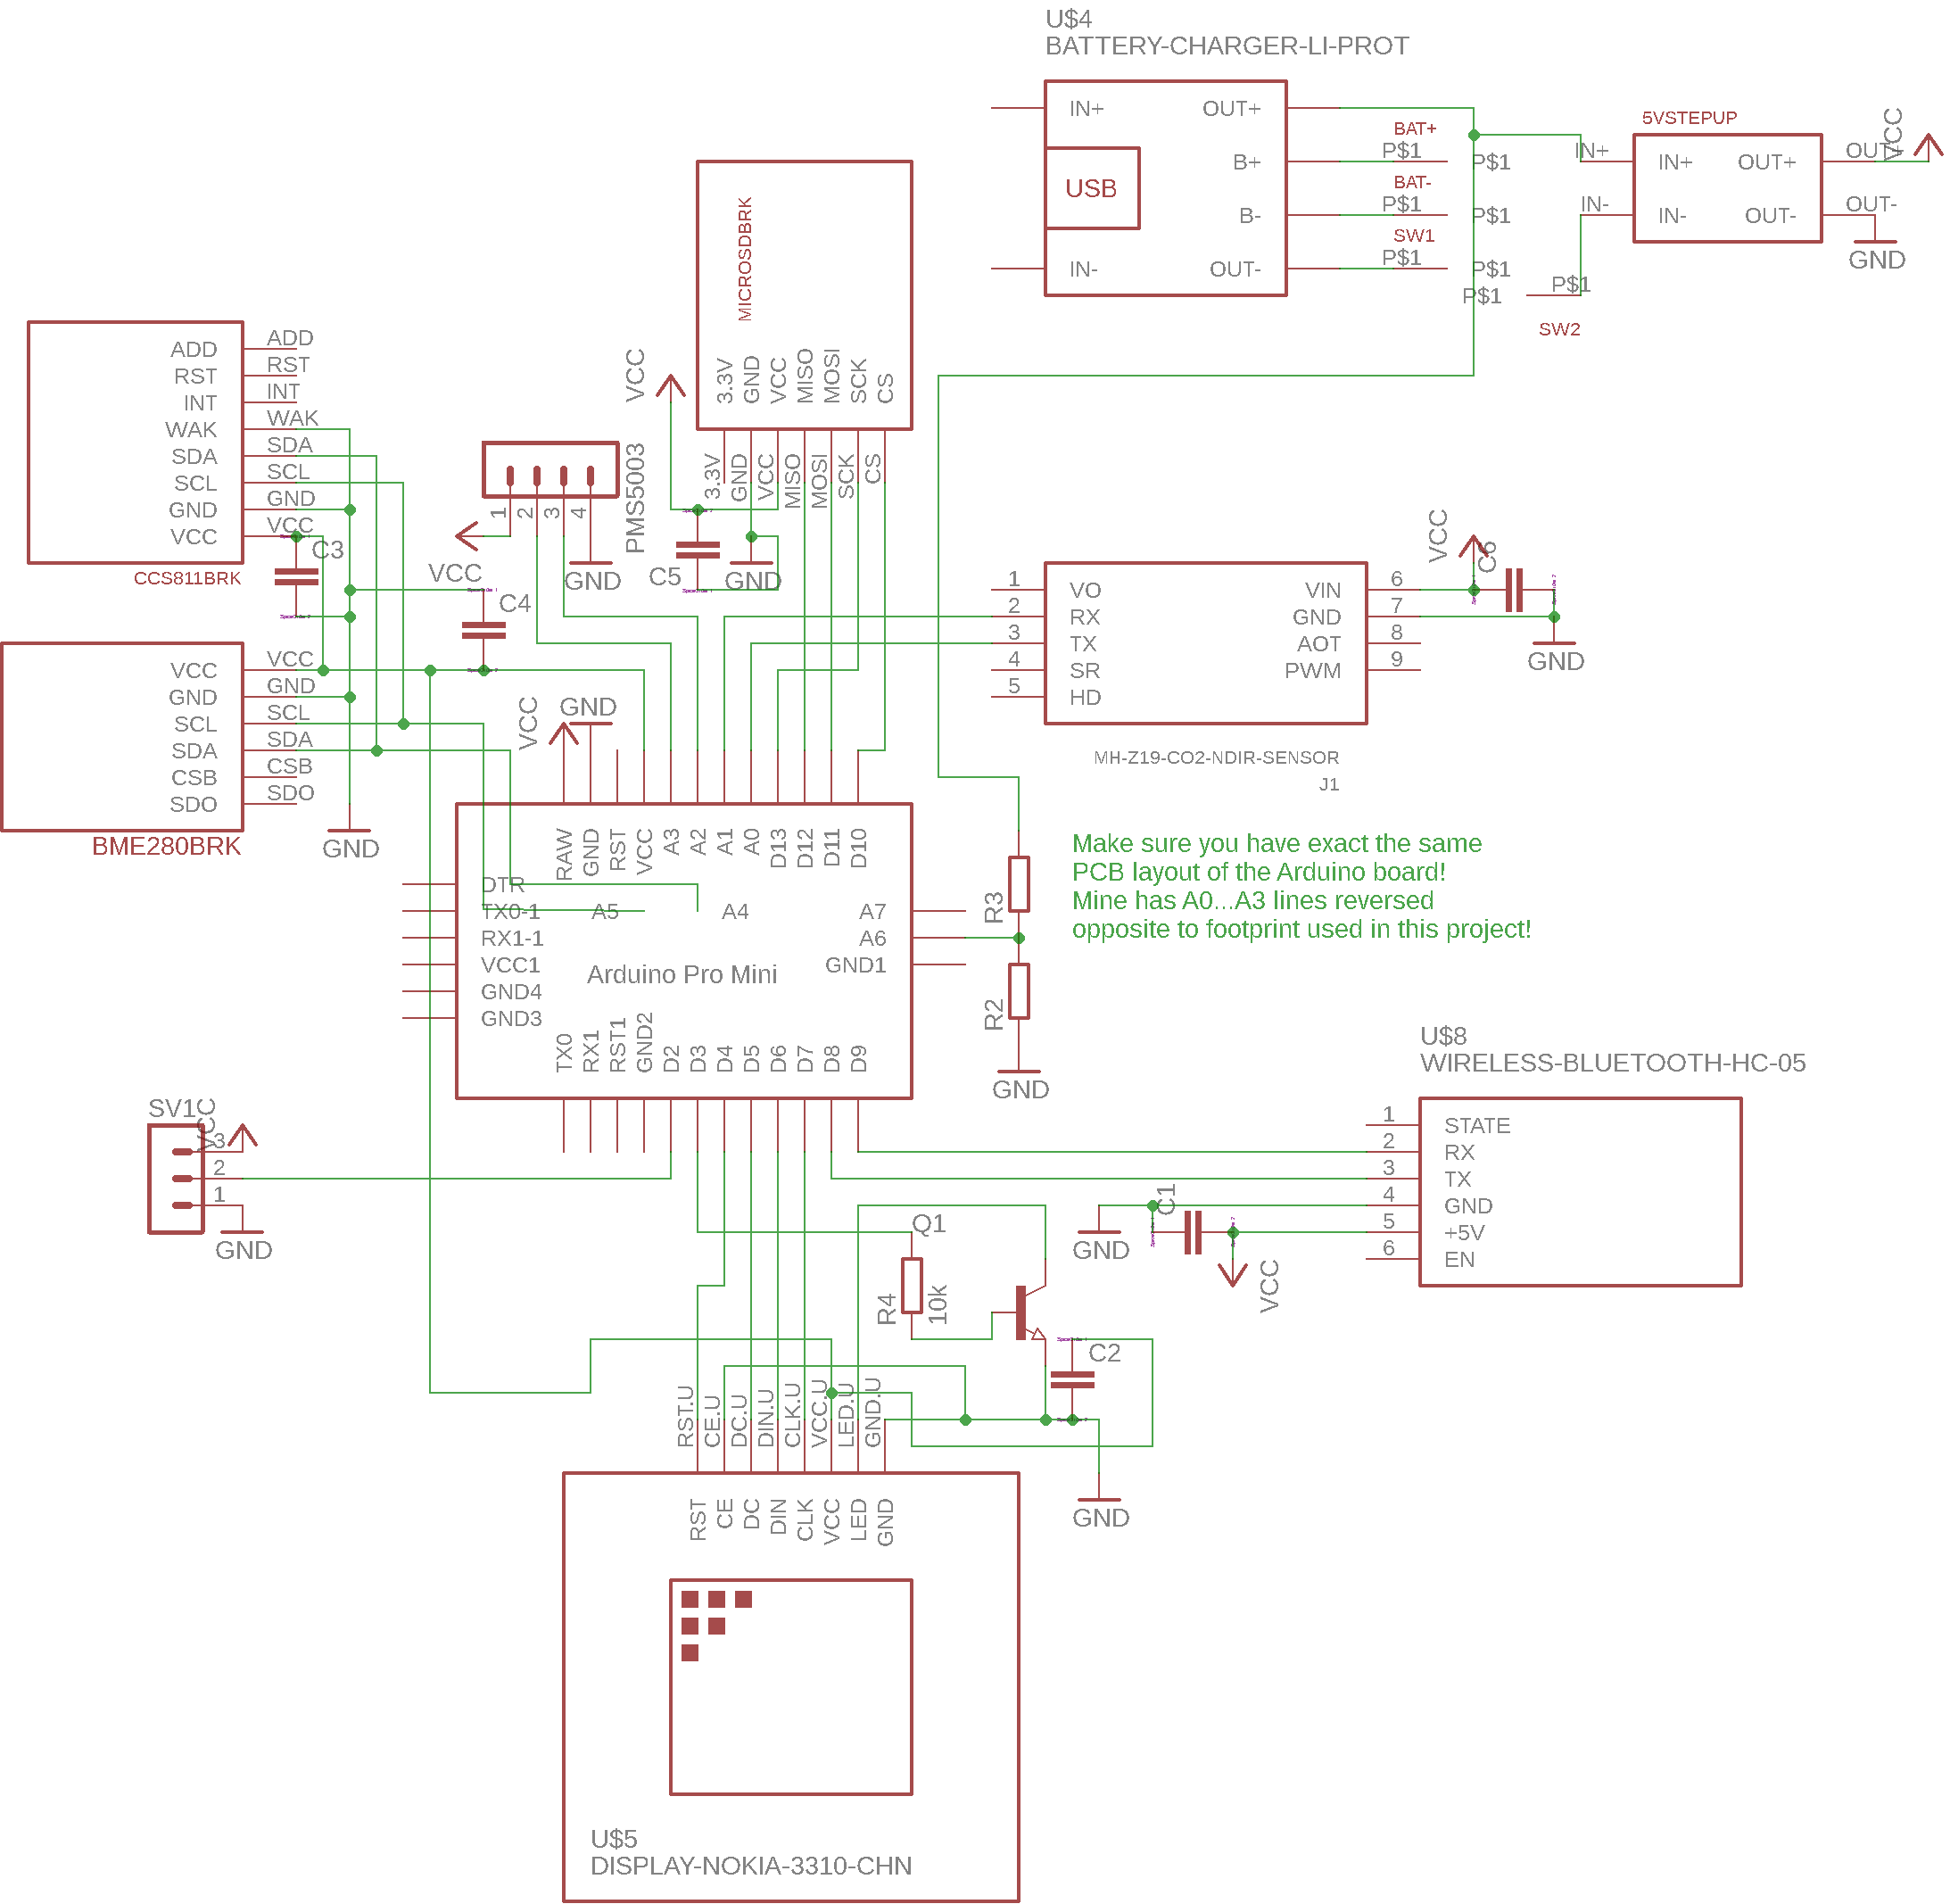 U$4
BATTERY-CHARGER-LI-PROT
IN+
OUT+
USB
B+
B-
IN-
OUT-
BAT+
P$1
P$1
BAT-
P$1
P$1
SW1
P$1
P$1
P$1
P$1
SW2
5VSTEPUP
IN+
IN+
OUT+
OUT+
IN-
IN-
OUT-
OUT-
VCC
GND
MICROSDBRK
3.3V
GND
VCC
MISO
MOSI
SCK
CS
3.3V
GND
VCC
MISO
MOSI
SCK
CS
VCC
C5
GND
ADD
ADD
RST
RST
INT
INT
WAK
WAK
SDA
SDA
SCL
SCL
GND
GND
VCC
VCC
CCS811BRK
C3
1
2
3
4
PMS5003
GND
VCC
C4
VCC
VCC
GND
GND
SCL
SCL
SDA
SDA
CSB
CSB
SDO
SDO
BME280BRK
GND
1
VO
2
RX
3
TX
4
SR
5
HD
VIN
6
GND
7
AOT
8
PWM
9
VCC
C6
GND
MH-Z19-CO2-NDIR-SENSOR
J1
VCC
GND
RAW
GND
RST
VCC
A3
A2
A1
A0
D13
D12
D11
D10
DTR
TX0-1
RX1-1
VCC1
GND4
GND3
A5
A4
A7
A6
GND1
Arduino Pro Mini
TX0
RX1
RST1
GND2
D2
D3
D4
D5
D6
D7
D8
D9
R3
R2
GND
Make sure you have exact the same
PCB layout of the Arduino board!
Mine has A0...A3 lines reversed
opposite to footprint used in this project!
U$8
WIRELESS-BLUETOOTH-HC-05
1
STATE
2
RX
3
TX
4
GND
5
+5V
6
EN
C1
GND
VCC
SV1
VCC
3
2
1
GND
Q1
R4
10k
C2
GND
RST.U
CE.U
DC.U
DIN.U
CLK.U
VCC.U
LED.U
GND.U
RST
CE
DC
DIN
CLK
VCC
LED
GND
U$5
DISPLAY-NOKIA-3310-CHN